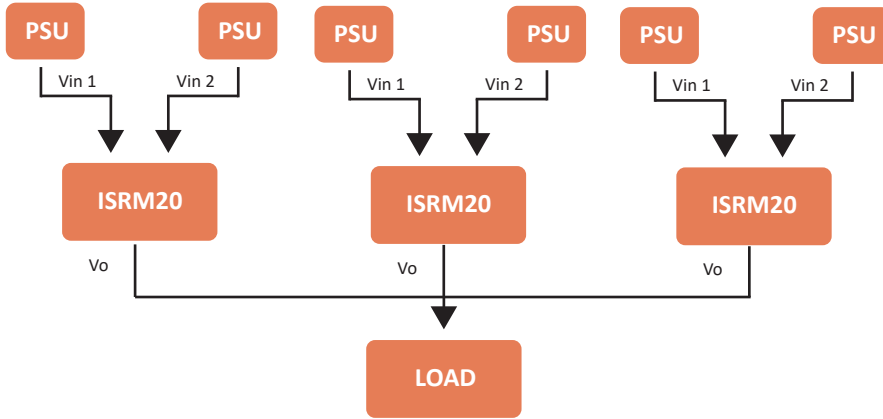 PSU
PSU
PSU
PSU
PSU
PSU
Vin 1
Vin 2
Vin 1
Vin 2
Vin 1
Vin 2
ISRM20
ISRM20
ISRM20
Vo
Vo
Vo
LOAD